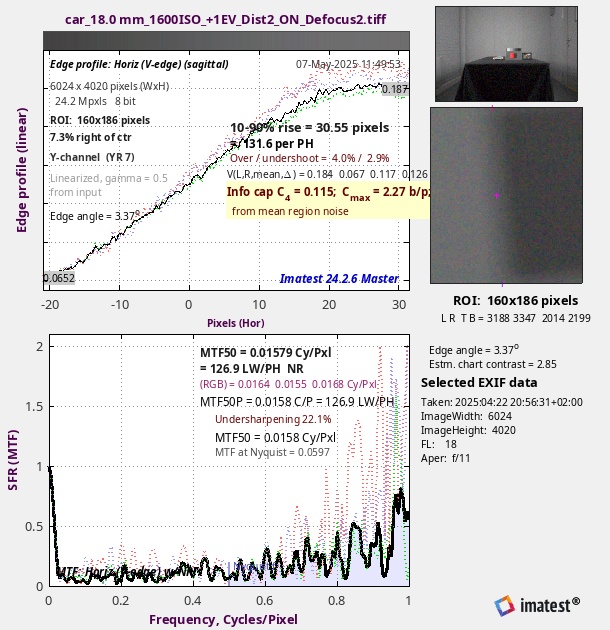 car_18.0 mm_1600ISO_+1EV_Dist2_ON_Defocus2.tiff
Edge profile: Horiz (V-edge) (sagittal)
07-May-2025 11:49:53
6024 x 4020 pixels (WxH)
24.2 Mpxls 8 bit
0.187
ROI: 160x186 pixels
7.3% right of ctr
10-90% rise = 30.55 pixels
= 131.6 per PH
Y-channel (YR 7)
Over / undershoot = 4.0% / 2.9%
Linearized, gamma = 0.5
from input
V(L,R,mean,Δ) = 0.184 0.067 0.117 0.126
Info cap C4 = 0.115; Cmax = 2.27 b/p;
from mean region noise
Edge angle = 3.37o
0.0652
Imatest 24.2.6 Master
Edge profile (linear)
-20 -10 0 10 20 30
Pixels (Hor)
ROI: 160x186 pixels
L R T B = 3188 3347 2014 2199
Edge angle = 3.37o
Estm. chart contrast = 2.85
Selected EXIF data
Taken: 2025:04:22 20:56:31+02:00
ImageWidth: 6024
ImageHeight: 4020
FL: 18
Aper: f/11
MTF50 = 0.01579 Cy/Pxl
= 126.9 LW/PH NR
(RGB) = 0.0164 0.0155 0.0168 Cy/Pxl
MTF50P = 0.0158 C/P = 126.9 LW/PH
Undersharpening 22.1%
MTF50 = 0.0158 Cy/Pxl
MTF at Nyquist = 0.0597
SFR (MTF)
2
1.5
1
0.5
0
MTF: Horiz (V-edge)
0 0.2 0.4 0.6 0.8 1
Frequency, Cycles/Pixel
imatest®